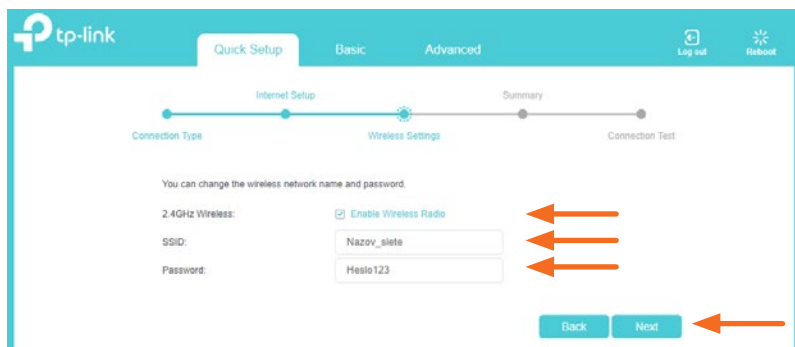 tp-link
Quick Setup Basic Advanced
Log out Reboot
Internet Setup Summary
Connection Type Wireless Settings Connection Test
You can change the wireless network name and password.
2.4GHz Wireless: Enable Wireless Radio
SSID: Nazov_siete
Password: Heslo123
Back Next